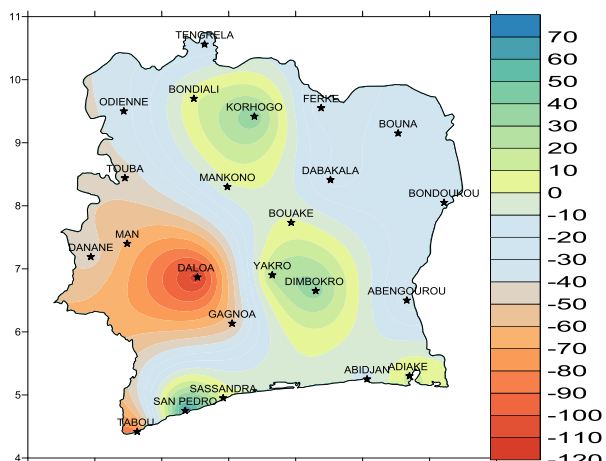 11
TENGRELA
70
60
10
BONDIALI
50
ODIENNE
KORHOGO
FERKE
40
BOUNA
30
9
20
TOUBA
DABAKALA
10
MANKONO
BONDOUKOU
0
8
BOUAKE
-10
MAN
-20
DANANE
YAKRO
-30
7
DALOA
DIMBOKRO
-40
ABENGOUROU
-50
GAGNOA
-60
6
-70
-80
ABIDJAN
ADIAKE
SASSANDRA
-90
5
SAN PEDRO
-100
TABOU
-110
4
-120